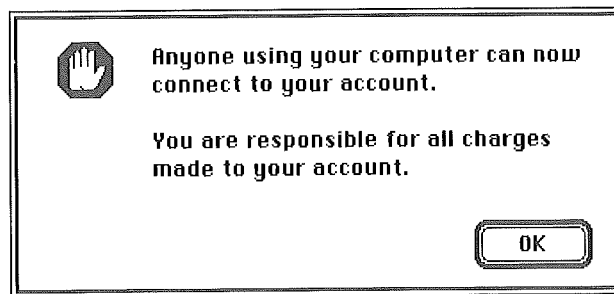 Anyone using your computer can now
connect to your account.
You are responsible for all charges
made to your account.
OK